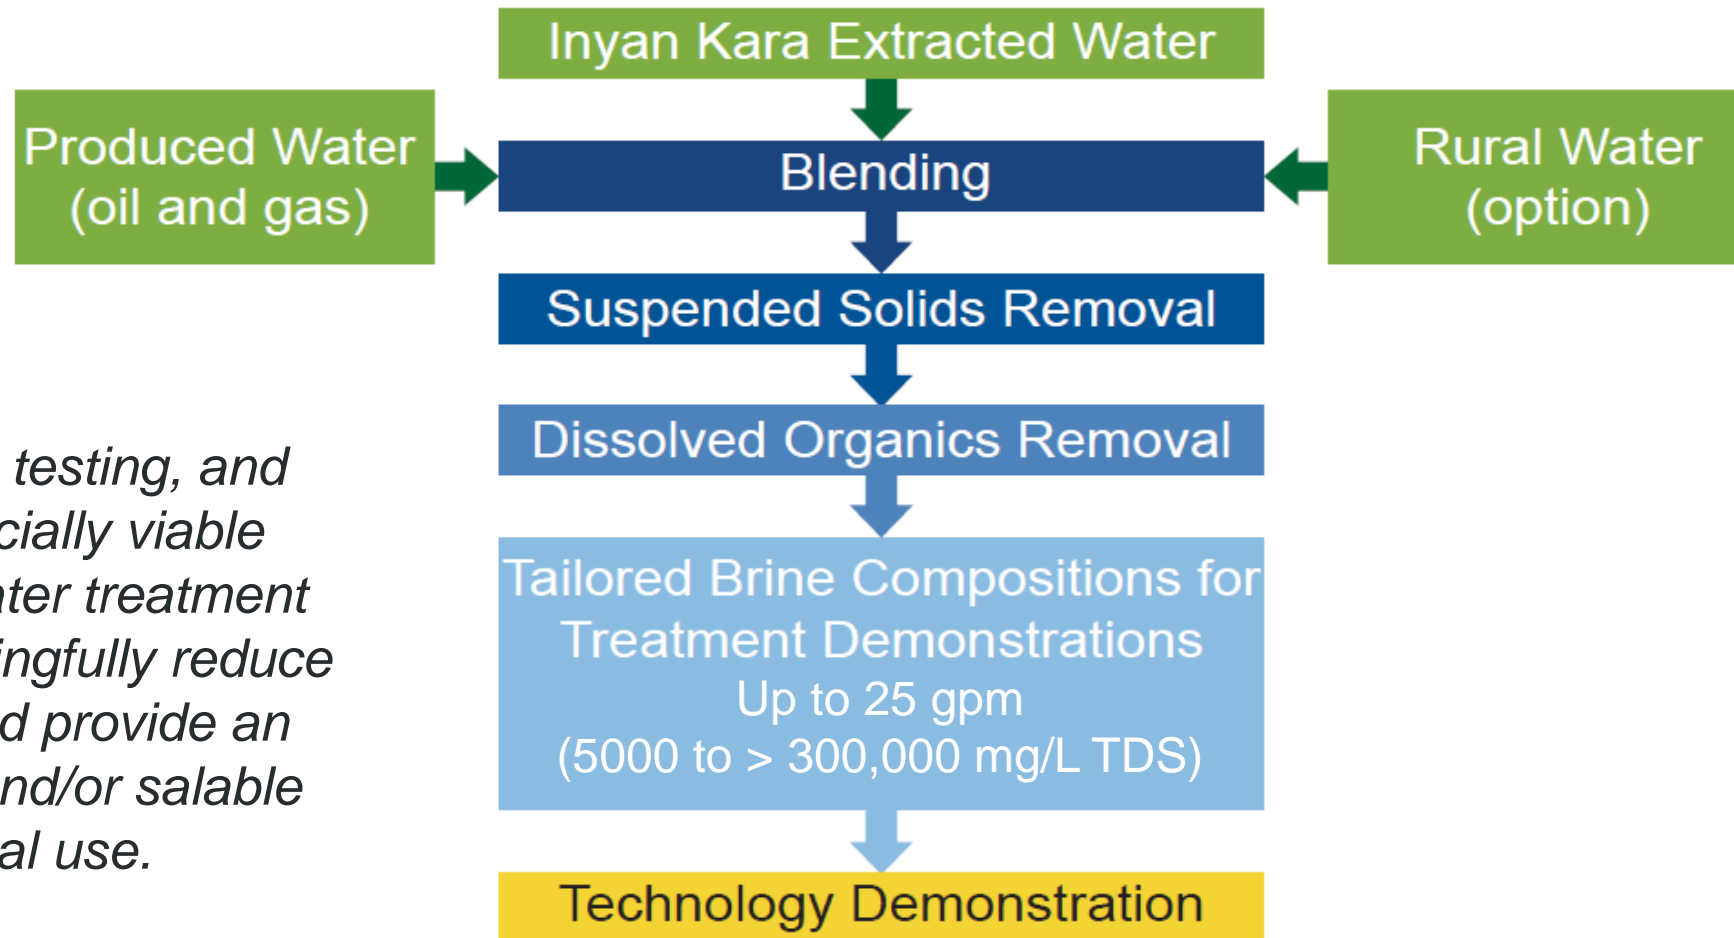 Inyan Kara Extracted Water
Produced Water
(oil and gas)
Blending
Rural Water
(option)
Suspended Solids Removal
Dissolved Organics Removal
testing, and
cially viable
ater treatment
ingfully reduce
d provide an
nd/or salable
al use.
Tailored Brine Compositions for
Treatment Demonstrations
Up to 25 gpm
(5000 to > 300,000 mg/L TDS)
Technology Demonstration